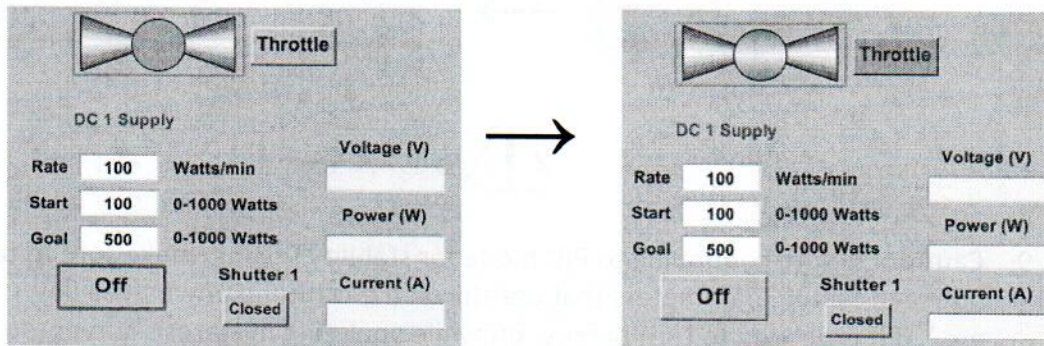 Throttle
DC 1 Supply
Voltage (V)
Rate 100 Watts/min
Start 100 0-1000 Watts
Power (W)
Goal 500 0-1000 Watts
Off
Shutter 1
Current (A)
Closed
Throttle
DC 1 Supply
Voltage (V)
Rate 100 Watts/min
Start 100 0-1000 Watts
Power (W)
Goal 500 0-1000 Watts
Off
Shutter 1
Current (A)
Closed